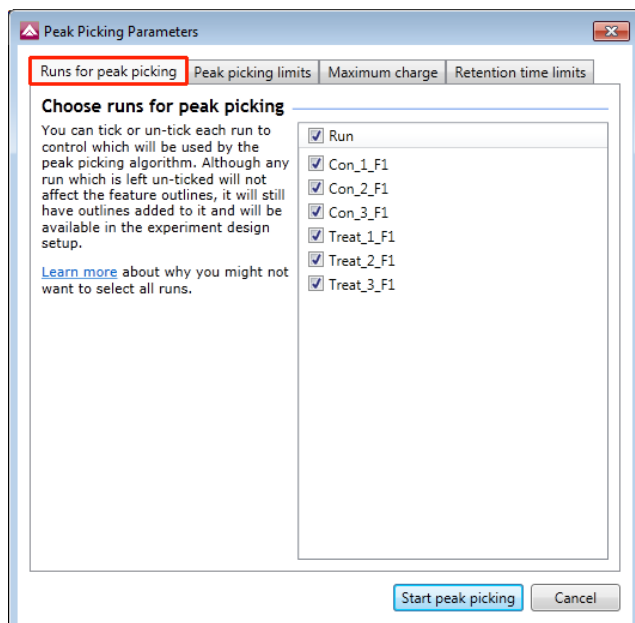 Peak Picking Parameters
Runs for peak picking
Peak picking limits
Maximum charge
Retention time limits
Choose runs for peak picking
You can tick or un-tick each run to
control which will be used by the
peak picking algorithm. Although any
run which is left un-ticked will not
affect the feature outlines, it will still
have outlines added to it and will be
available in the experiment design
setup.
Learn more about why you might not
want to select all runs.
Run
Con_1_F1
Con_2_F1
Con_3_F1
Treat_1_F1
Treat_2_F1
Treat_3_F1
Start peak picking
Cancel